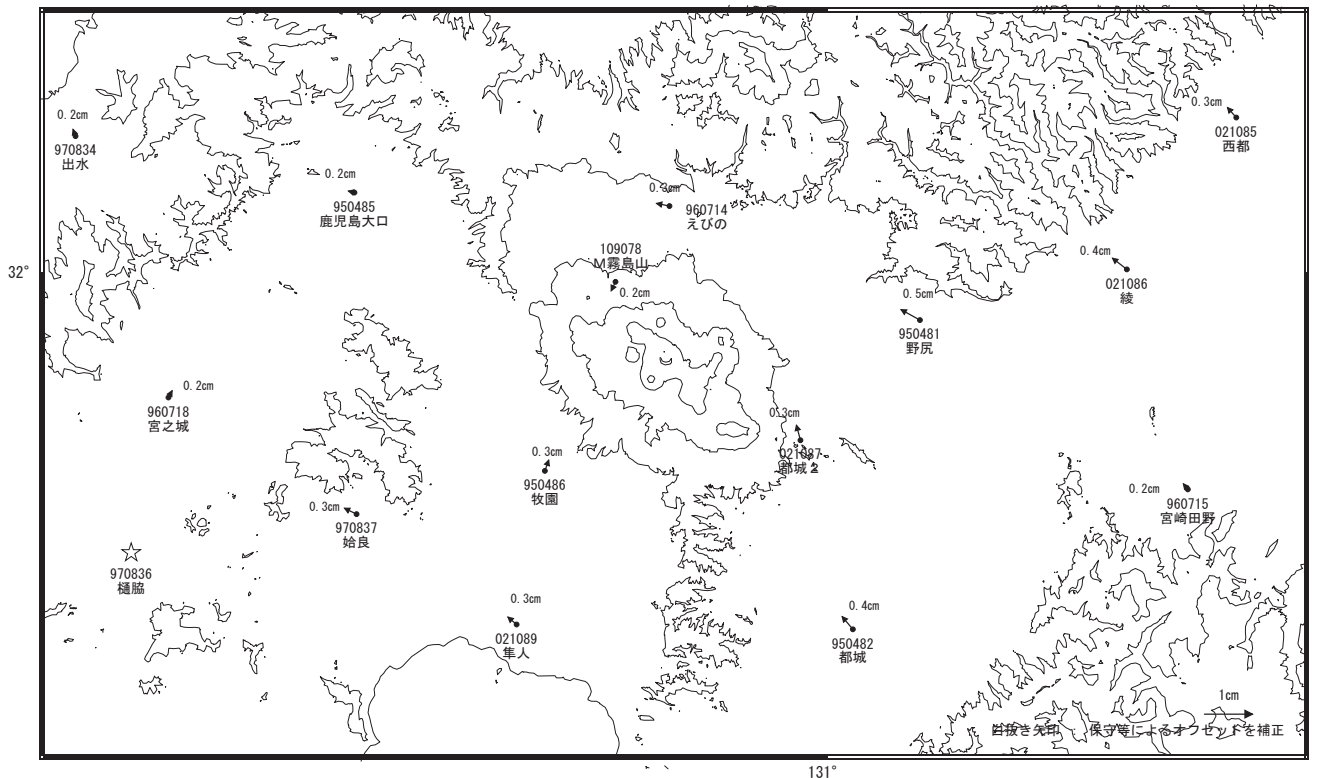 0.2cm
970834
出水
0.2cm
950485
鹿児島大口
0.3cm
960714
えびの
0.3cm
021085
西都
32°
109078
M霧島山
0.2cm
0.4cm
021086
綾
0.5cm
950481
野尻
0.2cm
960718
宮之城
0.3cm
021087
都城2
0.3cm
950486
牧園
0.2cm
960715
宮崎田野
0.3cm
970837
姶良
970836
樋脇
0.3cm
021089
隼人
0.4cm
950482
都城
1cm
白抜き矢印 保守等によるオフセットを補正
131°